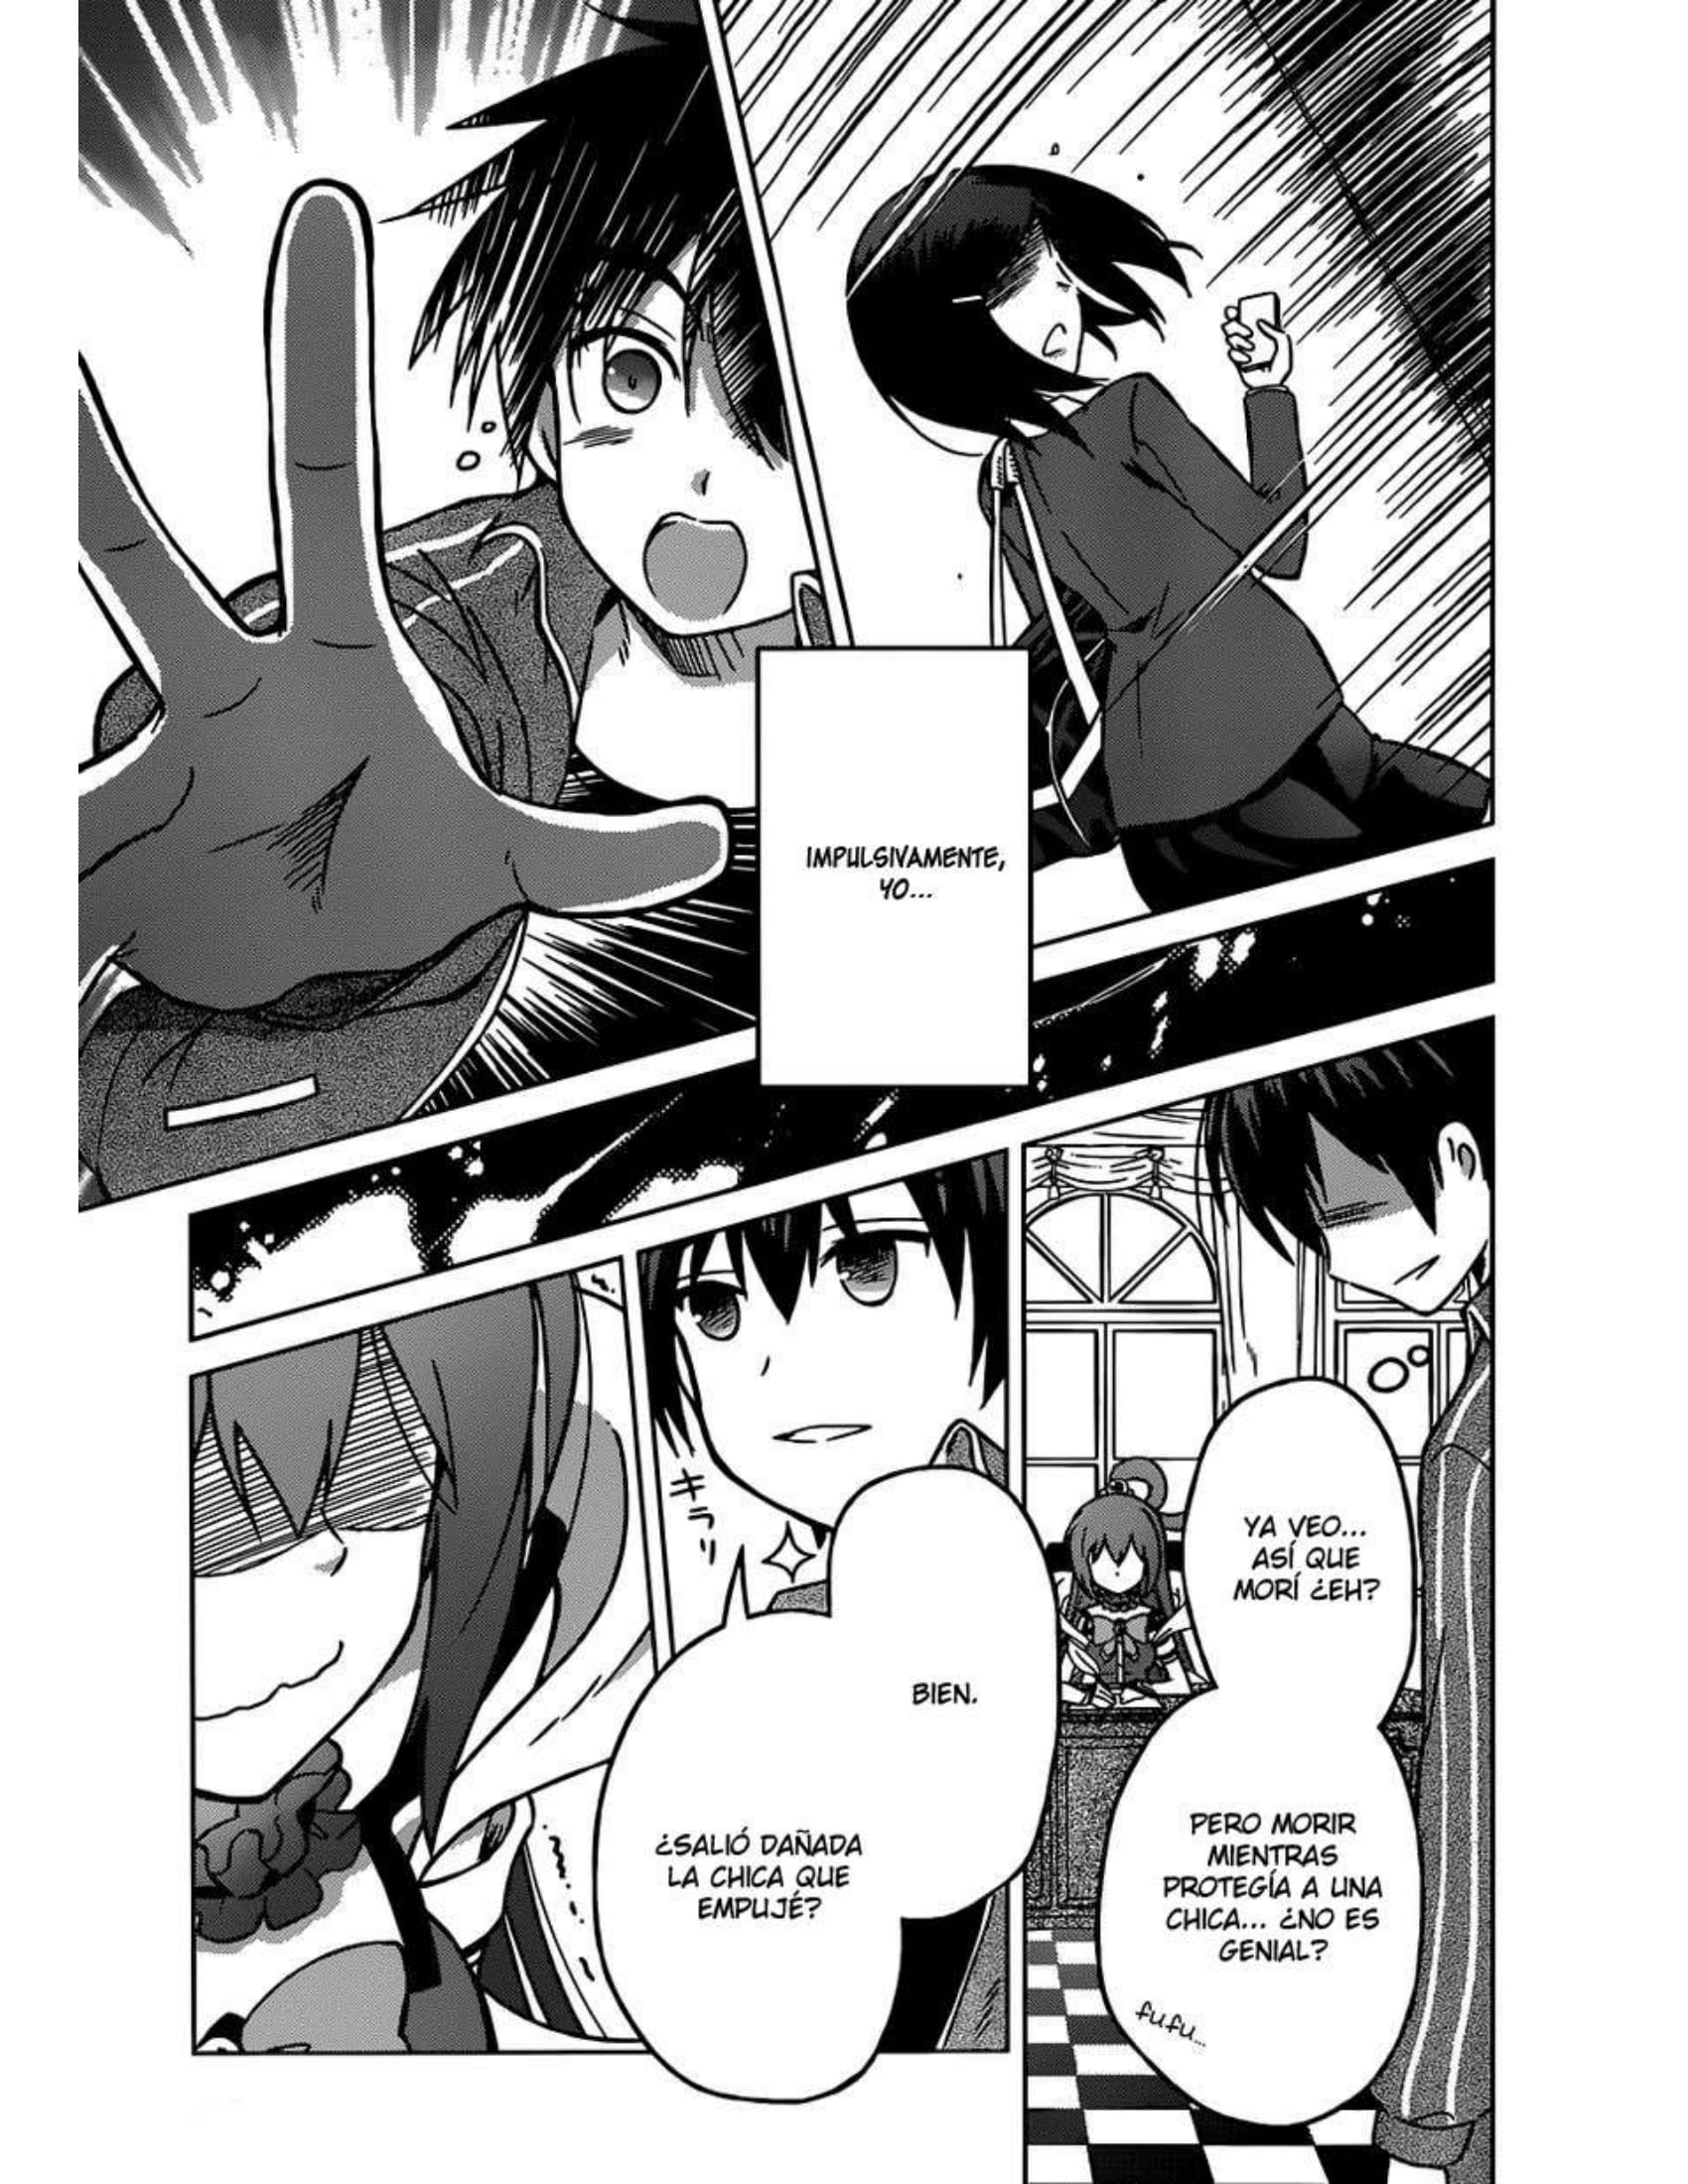 IMPULSIVAMENTE,
YO...
YA VEO...
ASÍ QUE
MORÍ ¿EH?
PERO MORIR
MIENTRAS
PROTEGÍA A UNA
CHICA... ¿NO ES
GENIAL?
fufu...
BIEN.
¿SALIÓ DAÑADA
LA CHICA QUE
EMPUJÉ?
キラリ